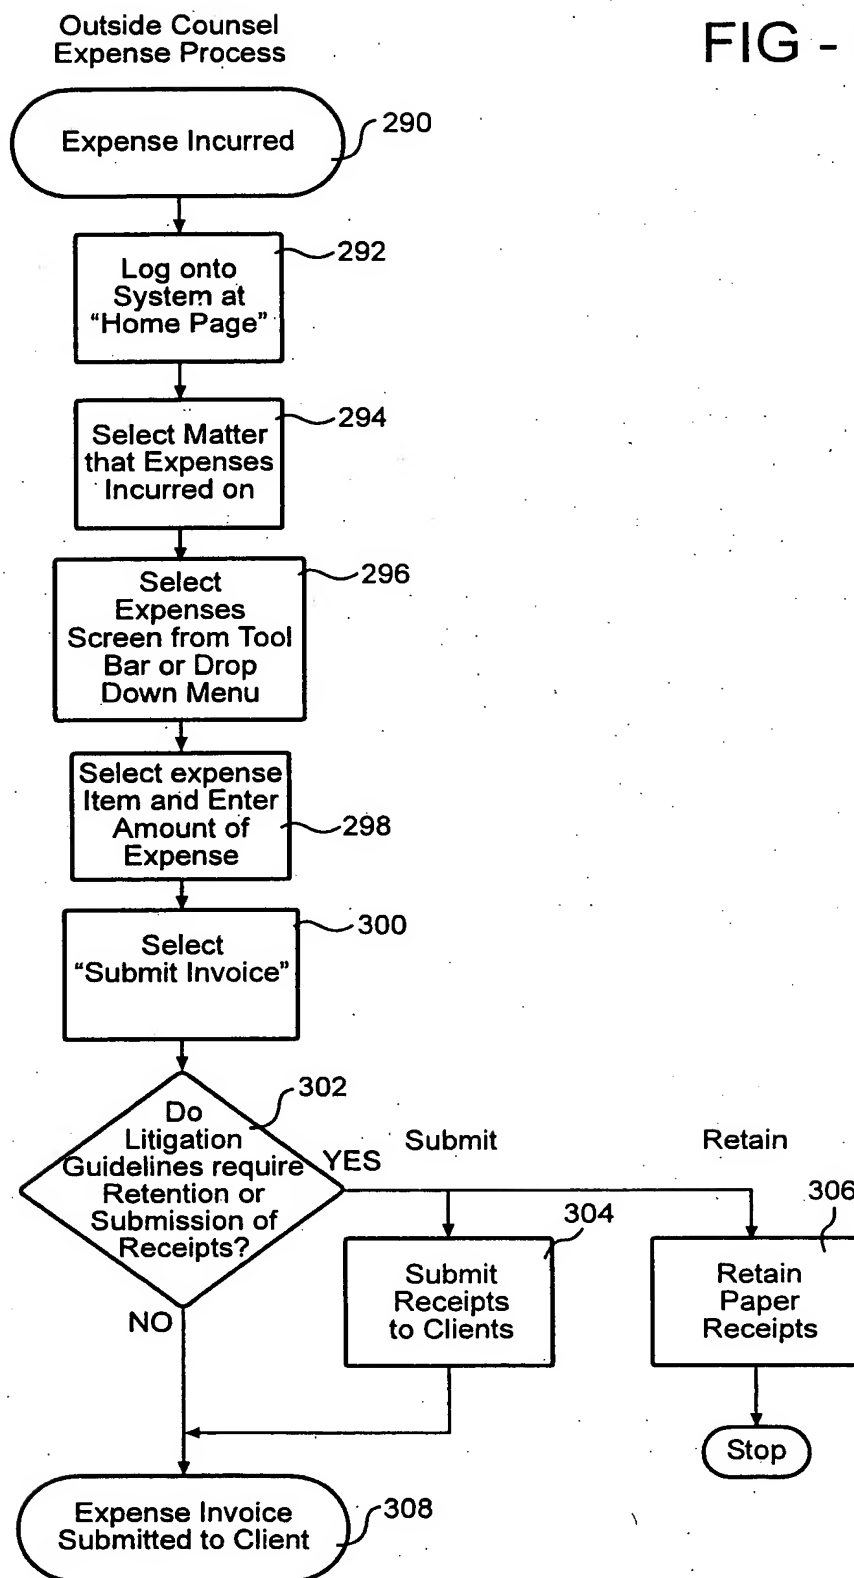 Outside Counsel
Expense Process
FIG -
Expense Incurred
290
Log onto
System at
“Home Page”
292
Select Matter
that Expenses
Incurred on
294
Select
Expenses
Screen from Tool
Bar or Drop
Down Menu
296
Select expense
Item and Enter
Amount of
Expense
298
Select
“Submit Invoice”
300
Do
Litigation
Guidelines require
Retention or
Submission of
Receipts?
302
YES
Submit
Retain
NO
Submit
Receipts
to Clients
304
Retain
Paper
Receipts
306
Stop
Expense Invoice
Submitted to Client
308